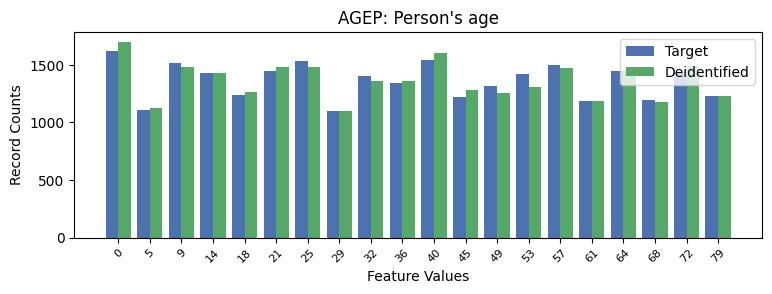 AGEP: Person's age
Target
Deidentified
Record Counts
1500
1000
500
0
0 5 9 14 18 21 25 29 32 36 40 45 49 53 57 61 64 68 72 79
Feature Values